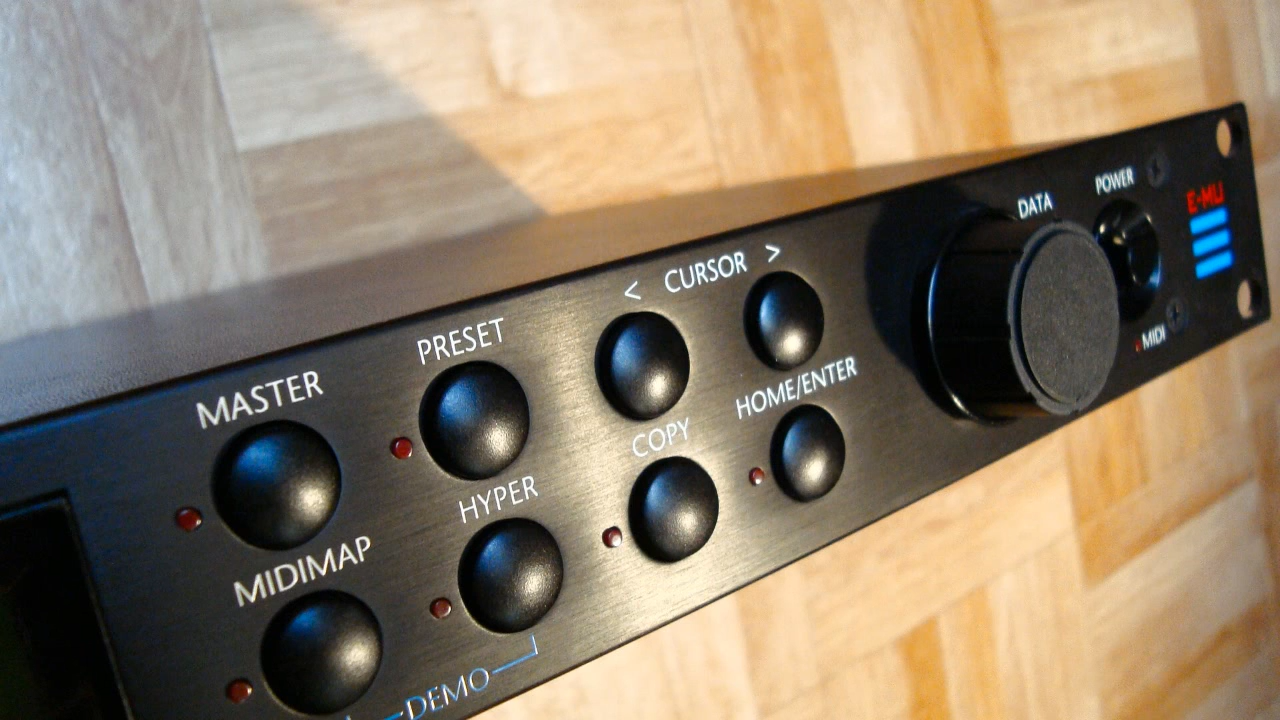 MASTER
PRESET
< CURSOR >
DATA
POWER
E-MU
MIDIMAP
HYPER
COPY
HOME/ENTER
MIDI
DEMO